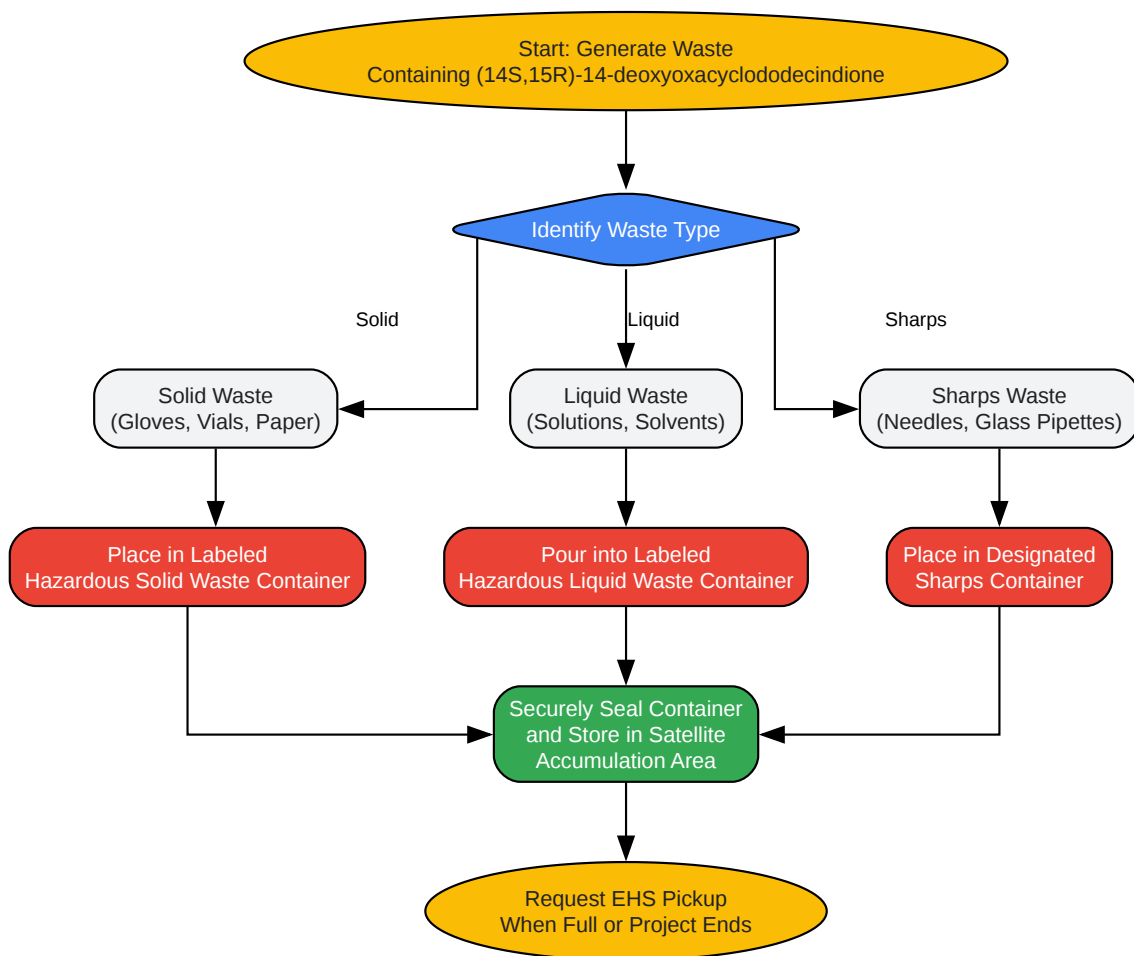 Start: Generate Waste
Containing (14S,15R)-14-deoxyoxacyclododecindione
Identify Waste Type
Solid
Liquid
Sharps
Solid Waste
(Gloves, Vials, Paper)
Liquid Waste
(Solutions, Solvents)
Sharps Waste
(Needles, Glass Pipettes)
Place in Labeled
Hazardous Solid Waste Container
Pour into Labeled
Hazardous Liquid Waste Container
Place in Designated
Sharps Container
Securely Seal Container
and Store in Satellite
Accumulation Area
Request EHS Pickup
When Full or Project Ends